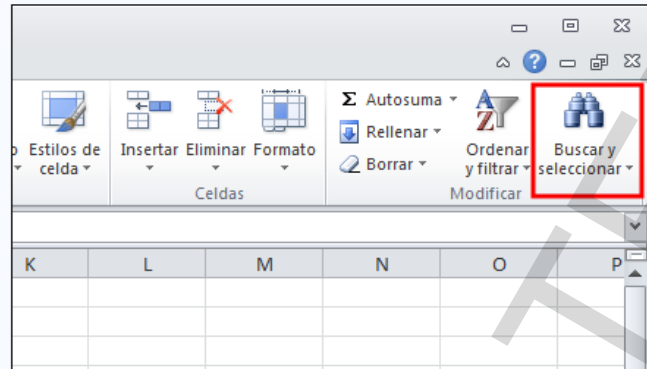 Σ Autosuma
Rellenar
Borrar
Estilos de
celda
Insertar Eliminar Formato
Ordenar
y filtrar
Buscar y
seleccionar
Celdas
Modificar
K L M N O P